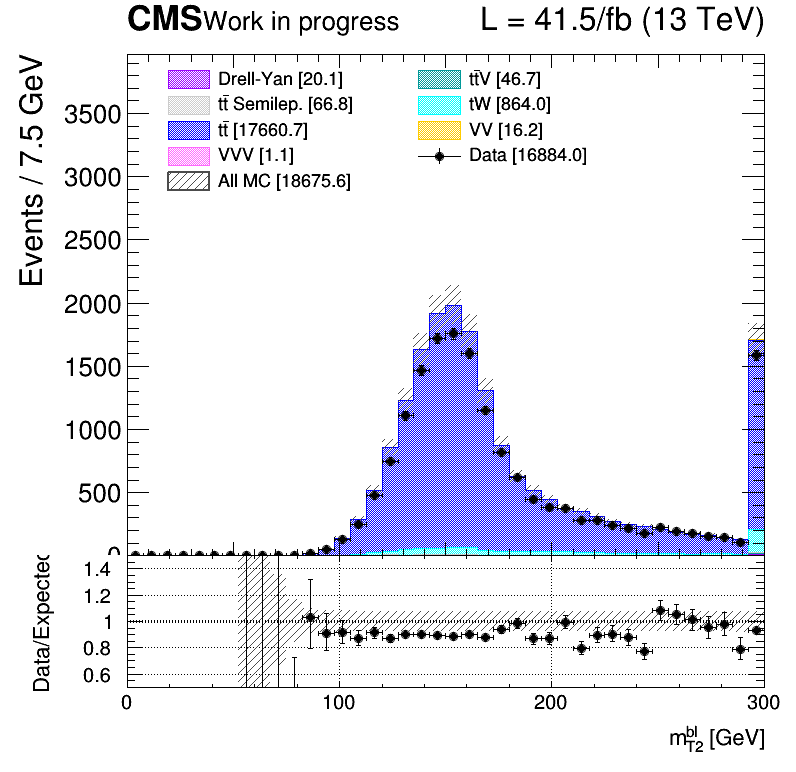 CMS Work in progress L = 41.5/fb (13 TeV)
Events / 7.5 GeV
Drell-Yan [20.1]
tt̄ Semilep. [66.8]
tt̄ [17660.7]
VVV [1.1]
All MC [18675.6]
tt̄V [46.7]
tW [864.0]
VV [16.2]
Data [16884.0]
3500
3000
2500
2000
1500
1000
500
0
Data/Expected
1.4
1.2
1
0.8
0.6
0 100 200 300
m_{T2}^{bl} [GeV]